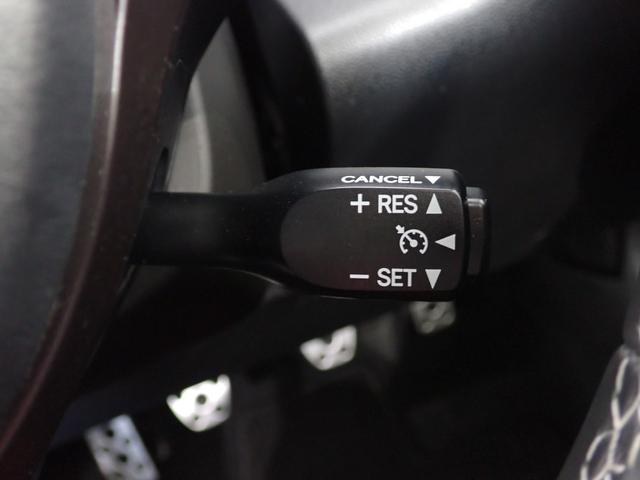 CANCEL ▼
+ RES ▲
◀
− SET ▼